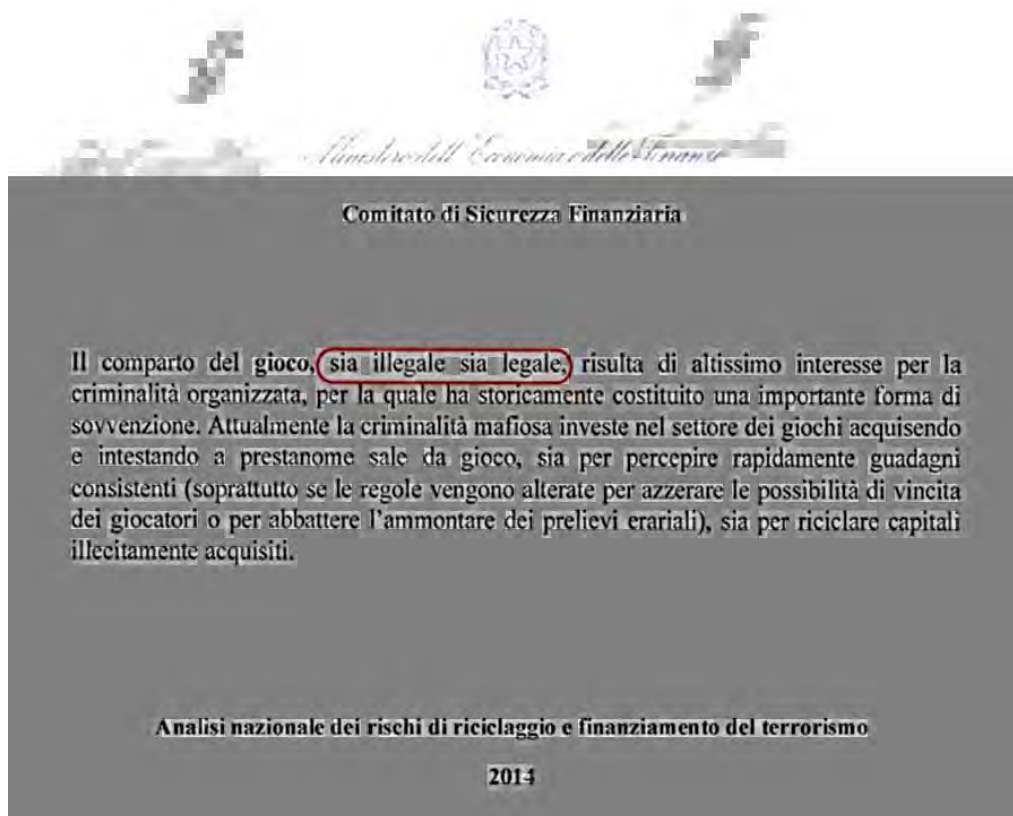 Ministero dell'Economia e delle Finanze
Comitato di Sicurezza Finanziaria
Il comparto del gioco, sia illegale sia legale, risulta di altissimo interesse per la
criminalità organizzata, per la quale ha storicamente costituito una importante forma di
sovvenzione. Attualmente la criminalità mafiosa investe nel settore dei giochi acquisendo
e intestando a prestanome sale da gioco, sia per percepire rapidamente guadagni
consistenti (soprattutto se le regole vengono alterate per azzerare le possibilità di vincita
dei giocatori o per abbattere l’ammontare dei prelievi erariali), sia per riciclare capitali
illecitamente acquisiti.
Analisi nazionale dei rischi di riciclaggio e finanziamento del terrorismo
2014